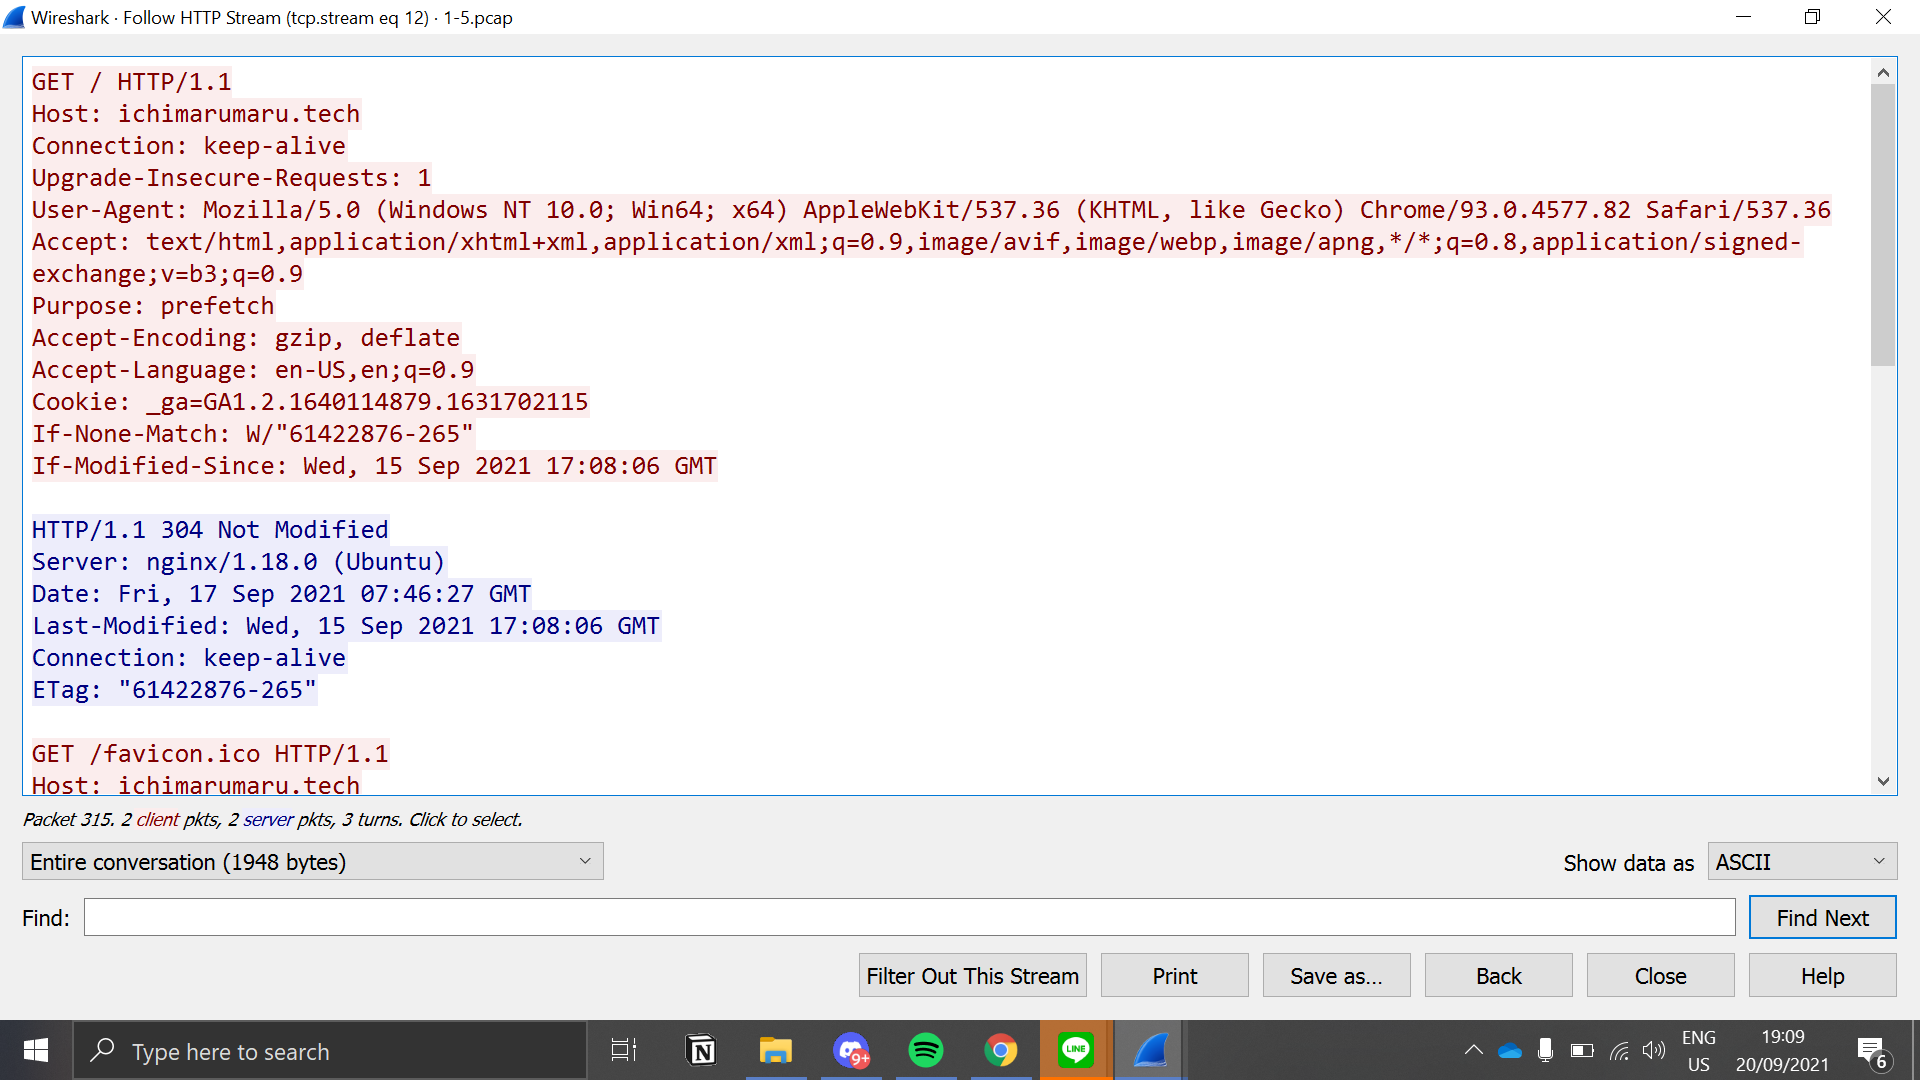 Wireshark · Follow HTTP Stream (tcp.stream eq 12) · 1-5.pcap
GET / HTTP/1.1
Host: ichimarumaru.tech
Connection: keep-alive
Upgrade-Insecure-Requests: 1
User-Agent: Mozilla/5.0 (Windows NT 10.0; Win64; x64) AppleWebKit/537.36 (KHTML, like Gecko) Chrome/93.0.4577.82 Safari/537.36
Accept: text/html,application/xhtml+xml,application/xml;q=0.9,image/avif,image/webp,image/apng,*/*;q=0.8,application/signed-
exchange;v=b3;q=0.9
Purpose: prefetch
Accept-Encoding: gzip, deflate
Accept-Language: en-US,en;q=0.9
Cookie: _ga=GA1.2.1640114879.1631702115
If-None-Match: W/"61422876-265"
If-Modified-Since: Wed, 15 Sep 2021 17:08:06 GMT
HTTP/1.1 304 Not Modified
Server: nginx/1.18.0 (Ubuntu)
Date: Fri, 17 Sep 2021 07:46:27 GMT
Last-Modified: Wed, 15 Sep 2021 17:08:06 GMT
Connection: keep-alive
ETag: "61422876-265"
GET /favicon.ico HTTP/1.1
Host: ichimarumaru.tech
Packet 315. 2 client pkts, 2 server pkts, 3 turns. Click to select.
Entire conversation (1948 bytes)
Show data as ASCII
Find:
Find Next
Filter Out This Stream Print Save as... Back Close Help
Type here to search
N
9+
LINE
ENG
US
19:09
20/09/2021
6